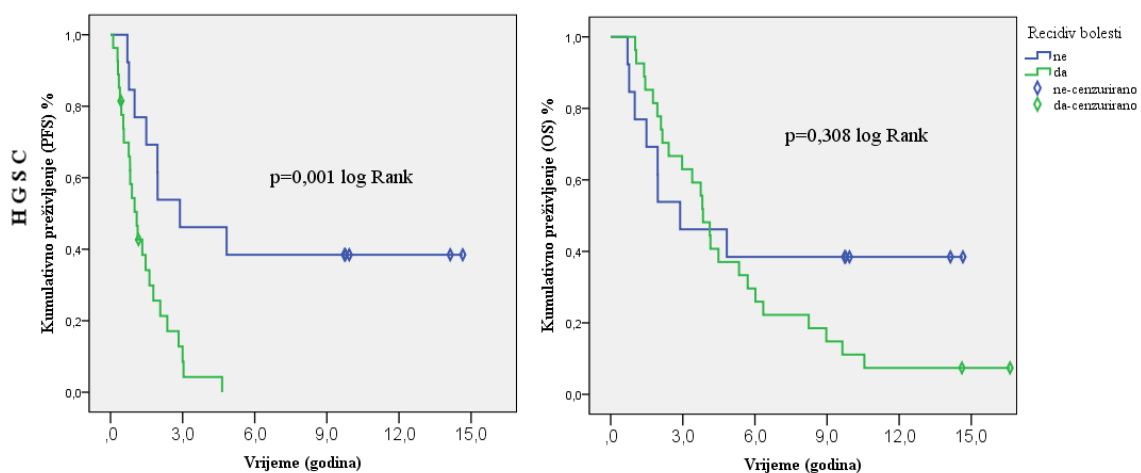 H G S C
Kumulativno preživljenje (PFS) %
1,0
0,8
0,6
0,4
0,2
0,0
p=0,001 log Rank
,0 3,0 6,0 9,0 12,0 15,0
Vrijeme (godina)
Kumulativno preživljenje (OS) %
1,0
0,8
0,6
0,4
0,2
0,0
p=0,308 log Rank
,0 3,0 6,0 9,0 12,0 15,0
Vrijeme (godina)
Recidiv bolesti
ne
da
ne-cenzurirano
da-cenzurirano